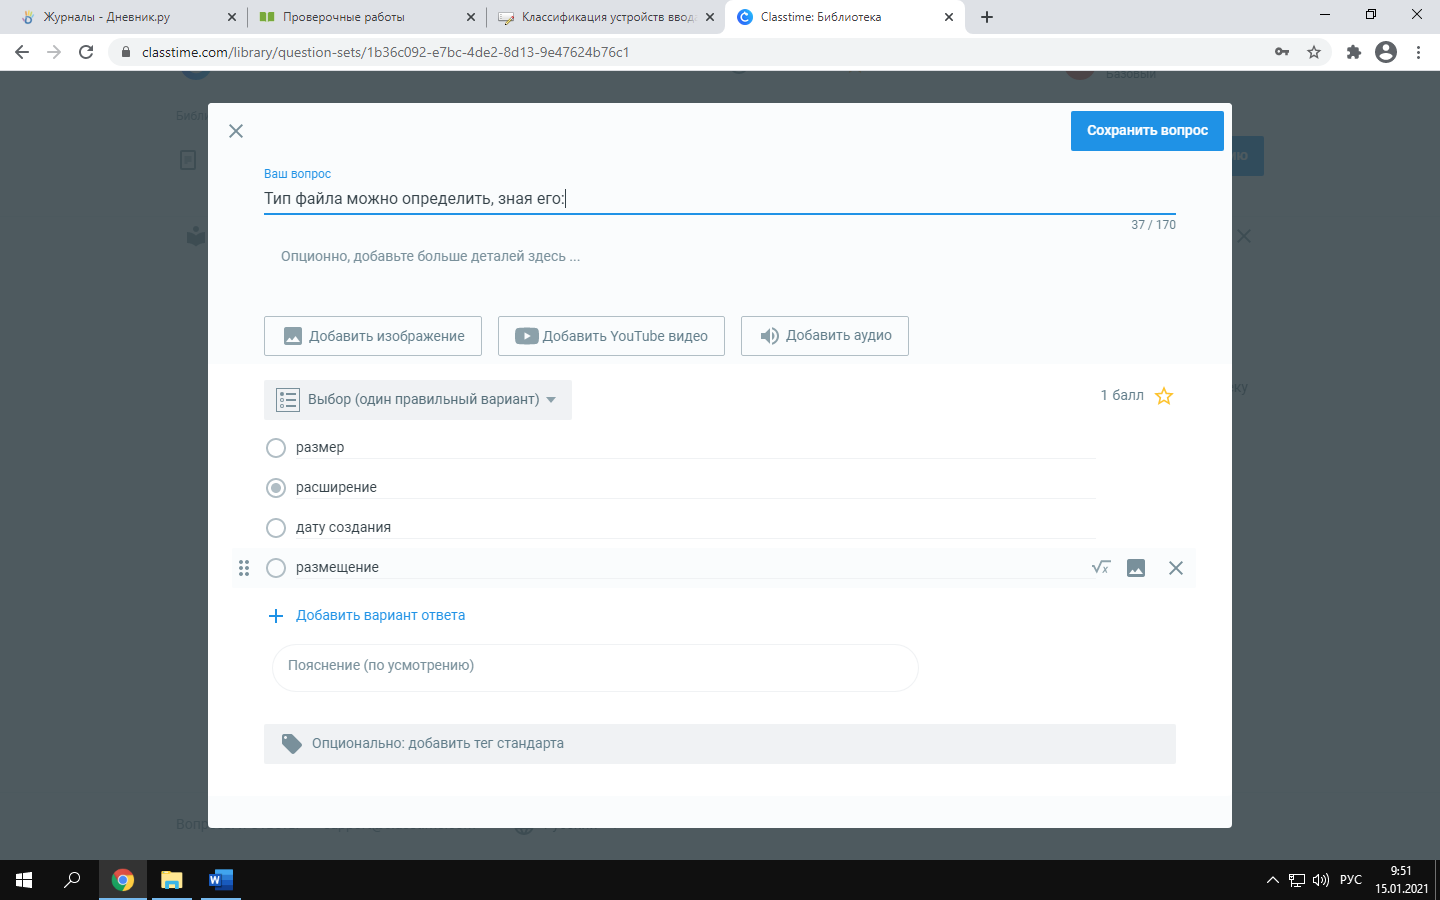 Журналы - Дневник.ру
Проверочные работы
Классификация устройств ввода
Classtime: Библиотека
classtime.com/library/question-sets/1b36c092-e7bc-4de2-8d13-9e47624b76c1
Базовый
Сохранить вопрос
Ваш вопрос
Тип файла можно определить, зная его:
37 / 170
Опционно, добавьте больше деталей здесь ...
Добавить изображение
Добавить YouTube видео
Добавить аудио
Выбор (один правильный вариант)
1 балл
размер
расширение
дату создания
размещение
Добавить вариант ответа
Пояснение (по усмотрению)
Опционально: добавить тег стандарта
РУС
9:51
15.01.2021